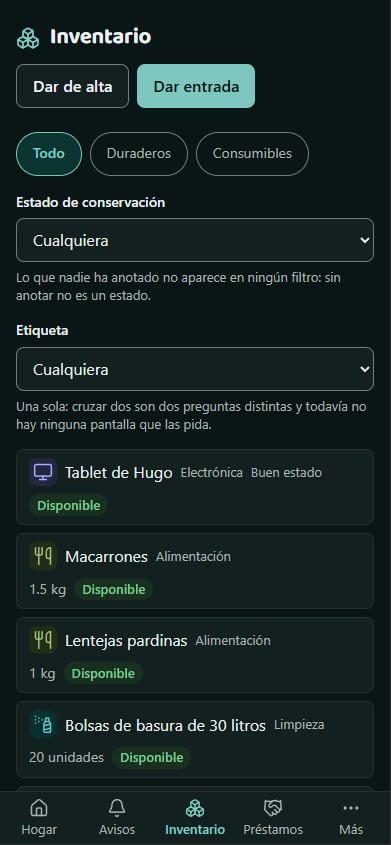 Inventario
Dar de alta
Dar entrada
Todo
Duraderos
Consumibles
Estado de conservación
Cualquiera
Lo que nadie ha anotado no aparece en ningún filtro: sin
anotar no es un estado.
Etiqueta
Cualquiera
Una sola: cruzar dos son dos preguntas distintas y todavía no
hay ninguna pantalla que las pida.
Tablet de Hugo Electrónica Buen estado
Disponible
Macarrones Alimentación
1.5 kg Disponible
Lentejas pardinas Alimentación
1 kg Disponible
Bolsas de basura de 30 litros Limpieza
20 unidades Disponible
Hogar
Avisos
Inventario
Préstamos
Más